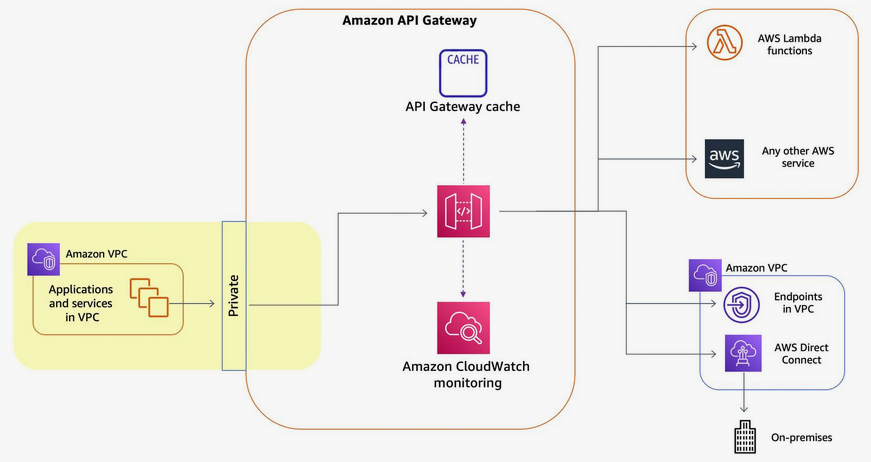 Amazon API Gateway
CACHE
API Gateway cache
AWS Lambda
functions
aws
Any other AWS
service
Amazon VPC
Applications
and services
in VPC
Private
</>
Amazon CloudWatch
monitoring
Amazon VPC
Endpoints
in VPC
AWS Direct
Connect
On-premises